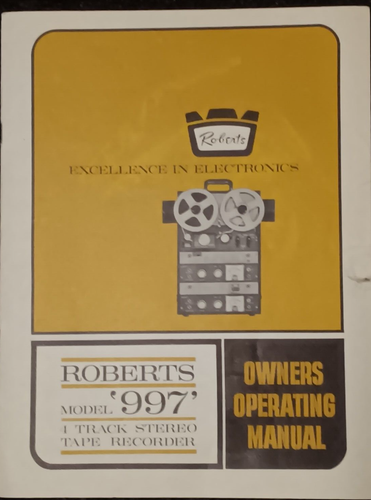 Roberts
EXCELLENCE IN ELECTRONICS
ROBERTS
MODEL '997'
4 TRACK STEREO
TAPE RECORDER
OWNERS
OPERATING
MANUAL